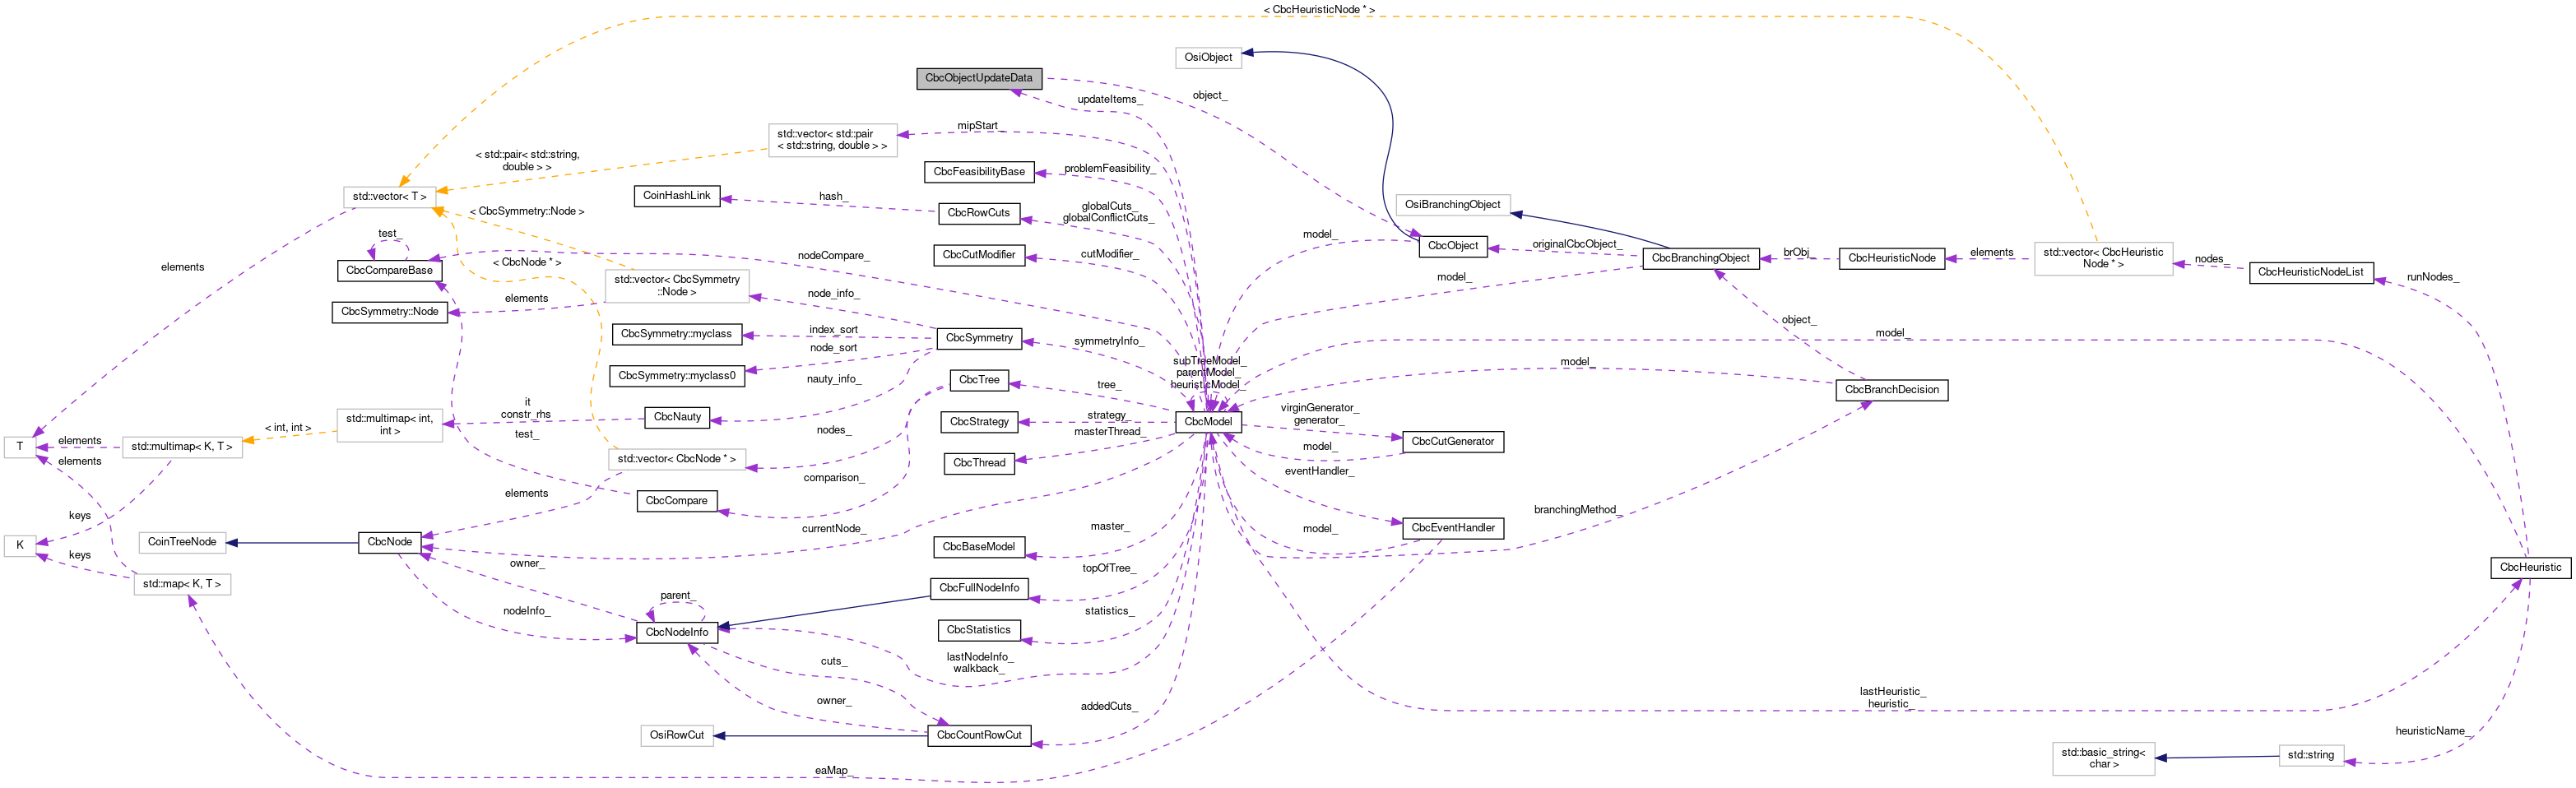 < CbcHeuristicNode * >
OsiObject
CbcObjectUpdateData
object_
updateItems_
mipStart_
std::vector< std::pair
< std::string, double > >
< std::pair< std::string,
double > >
problemFeasibility_
CbcFeasibilityBase
std::vector< T >
CoinHashLink
hash_
CbcRowCuts
globalCuts_
globalConflictCuts_
OsiBranchingObject
< CbcSymmetry::Node >
test_
model_
CbcObject
originalCbcObject_
CbcBranchingObject
brObj_
CbcHeuristicNode
elements
std::vector< CbcHeuristic
Node * >
nodes_
CbcHeuristicNodeList
runNodes_
elements
CbcCompareBase
< CbcNode * >
nodeCompare_
CbcCutModifier
cutModifier_
model_
std::vector< CbcSymmetry
::Node >
node_info_
elements
CbcSymmetry::Node
CbcSymmetry::myclass
index_sort
CbcSymmetry
symmetryInfo_
object_
model_
CbcSymmetry::myclass0
node_sort
nauty_info_
CbcTree
tree_
subTreeModel_
parentModel_
heuristicModel_
model_
CbcBranchDecision
it
constr_rhs
std::multimap< int,
int >
CbcNauty
CbcStrategy
strategy_
CbcModel
virginGenerator_
generator_
< int, int >
test_
nodes_
masterThread_
CbcCutGenerator
model_
T
elements
std::multimap< K, T >
elements
std::vector< CbcNode * >
CbcThread
eventHandler_
comparison_
elements
CbcCompare
keys
currentNode_
master_
CbcEventHandler
model_
branchingMethod_
K
CoinTreeNode
CbcNode
CbcBaseModel
keys
std::map< K, T >
owner_
topOfTree_
CbcHeuristic
CbcFullNodeInfo
parent_
nodeInfo_
statistics_
CbcNodeInfo
CbcStatistics
cuts_
lastNodeInfo_
walkback_
lastHeuristic_
heuristic_
owner_
addedCuts_
OsiRowCut
CbcCountRowCut
heuristicName_
std::basic_string<
char >
std::string
eaMap_